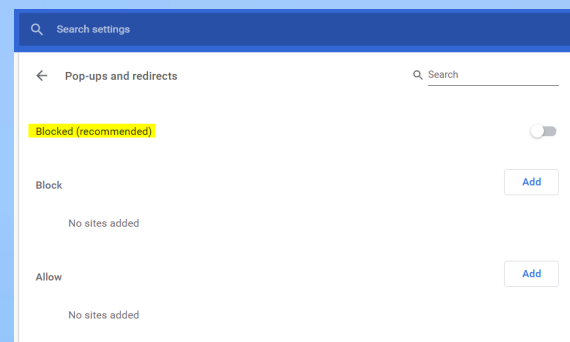 Search settings
Pop-ups and redirects
Search
Blocked (recommended)
Block
Add
No sites added
Allow
Add
No sites added